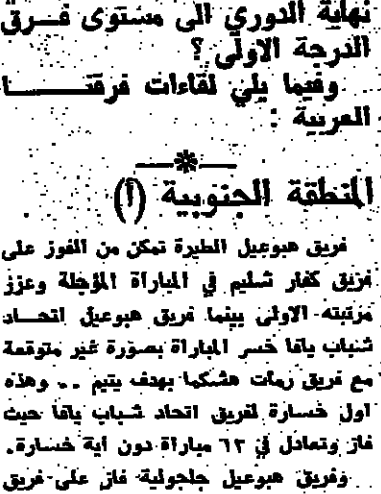 نهاية الدوري الى مستوى فرق
الدرجة الاولى ؟
وفيما يلي لقاءات فرقنا
العربية :
المنطقة الجنوبية (أ)
فريق هبوعيل الطيرة تمكن من الفوز على
فريق كفار شليم في المباراة المؤجلة وعزز
مرتبته الاولى بينما فريق هبوعيل اتحاد
شباب يافا خسر المباراة بصورة غير متوقعة
مع فريق رمات هشكما بهدف يتيم .. وهذه
اول خسارة لفريق اتحاد شباب يافا حيث
فاز وتعادل في ١٣ مباراة دون أية خسارة.
وفريق هبوعيل جلجولية فاز على فريق